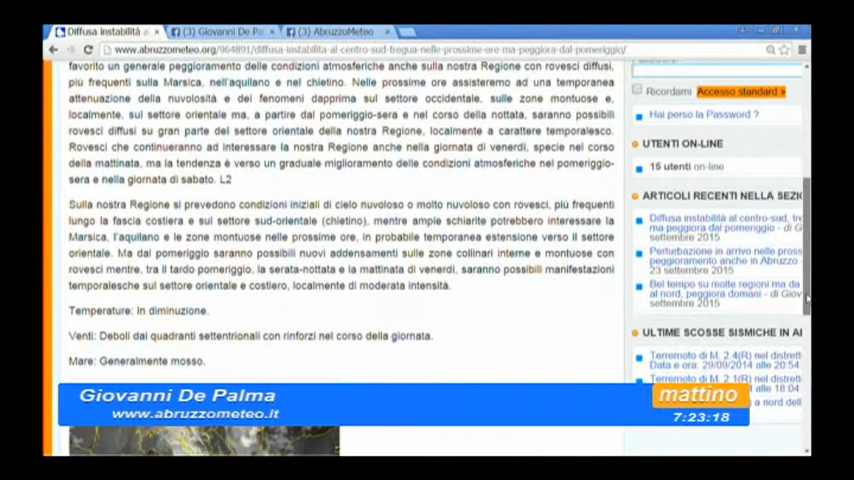 Diffusa Instabilità al
(3) Giovanni De Pa
(3) AbruzzoMeteo
www.abruzzometeo.org/964891/diffusa-instabilita-al-centro-sud-tregua-nelle-prossime-ore-ma-peggiora-dal-pomeriggio/
favorito un generale peggioramento delle condizioni atmosferiche anche sulla nostra Regione con rovesci diffusi,
più frequenti sulla Marsica, nell'aquilano e nel chietino. Nelle prossime ore assisteremo ad una temporanea
attenuazione della nuvolosità e dei fenomeni dapprima sul settore occidentale, sulle zone montuose e,
localmente, sul settore orientale ma, a partire dal pomeriggio-sera e nel corso della nottata, saranno possibili
rovesci diffusi su gran parte del settore orientale della nostra Regione, localmente a carattere temporalesco.
Rovesci che continueranno ad interessare la nostra Regione anche nella giornata di venerdì, specie nel corso
della mattinata, ma la tendenza è verso un graduale miglioramento delle condizioni atmosferiche nel pomeriggio-
sera e nella giornata di sabato. L2
Sulla nostra Regione si prevedono condizioni iniziali di cielo nuvoloso o molto nuvoloso con rovesci, più frequenti
lungo la fascia costiera e sul settore sud-orientale (chietino), mentre ampie schiarite potrebbero interessare la
Marsica, l'aquilano e le zone montuose nelle prossime ore, in probabile temporanea estensione verso il settore
orientale. Ma dal pomeriggio saranno possibili nuovi addensamenti sulle zone collinari interne e montuose con
rovesci mentre, tra il tardo pomeriggio, la serata-nottata e la mattinata di venerdì, saranno possibili manifestazioni
temporalesche sul settore orientale e costiero, localmente di moderata intensità.
Temperature: In diminuzione.
Venti: Deboli dai quadranti settentrionali con rinforzi nel corso della giornata.
Mare: Generalmente mosso.
Ricordami Accesso standard »
Hai perso la Password ?
UTENTI ON-LINE
15 utenti on-line
ARTICOLI RECENTI NELLA SEZIO
Diffusa instabilità al centro-sud, tre
ma peggiora dal pomeriggio - di G
settembre 2015
Perturbazione in arrivo nelle pross
peggioramento anche in Abruzzo
23 settembre 2015
Bel tempo su molte regioni ma da
al nord, peggiora domani - di Giov
settembre 2015
ULTIME SCOSSE SISMICHE IN AB
Terremoto di M. 2.4(R) nel distrett
Data e ora: 29/09/2014 alle 20:54
Terremoto di M. 2.1(R) nel distrett
alle 18:04
a nord dell
Giovanni De Palma
www.abruzzometeo.it
mattino
7:23:18